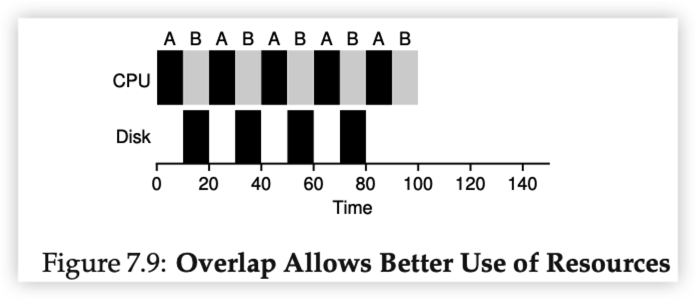 A B A B A B A B A B
CPU
Disk
0 20 40 60 80 100 120 140
Time
Figure 7.9: Overlap Allows Better Use of Resources